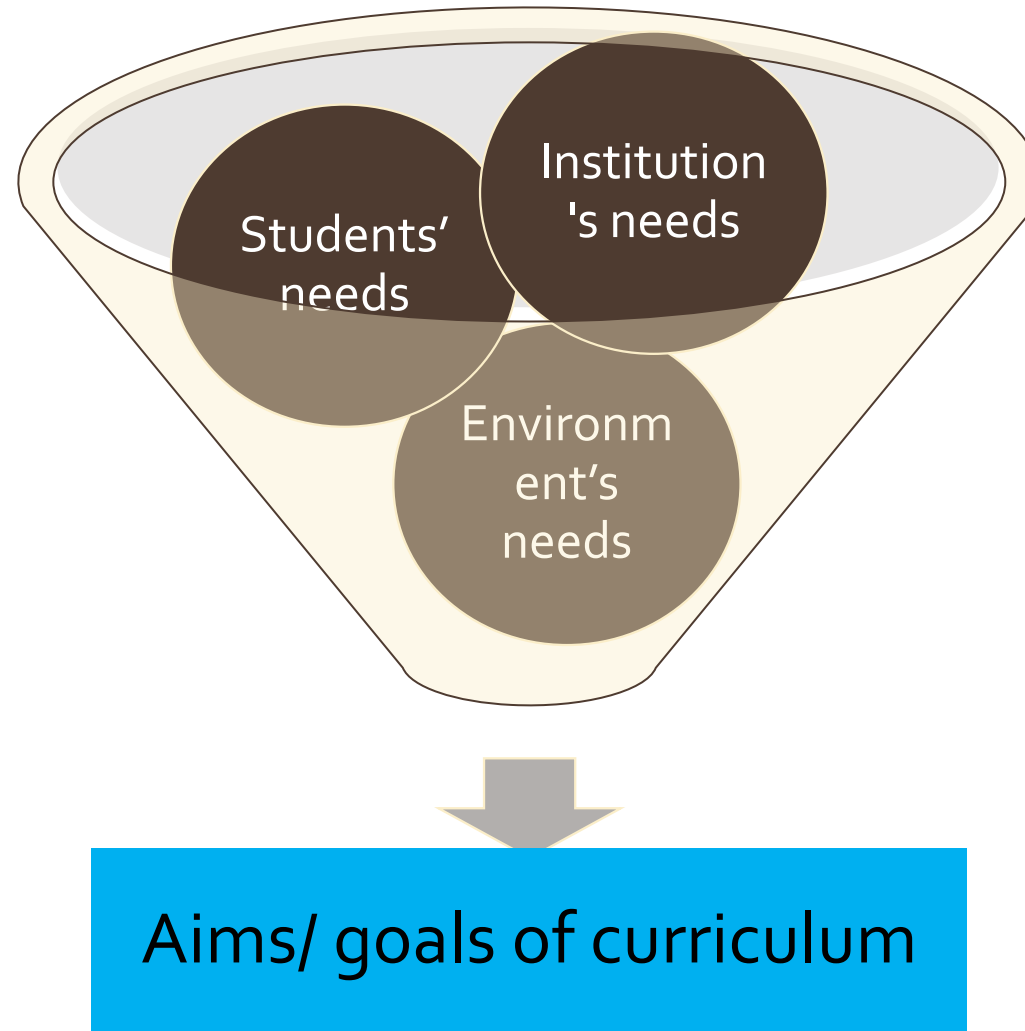 Institution
's needs
Students’
needs
Environm
ent’s
needs
Aims/ goals of curriculum